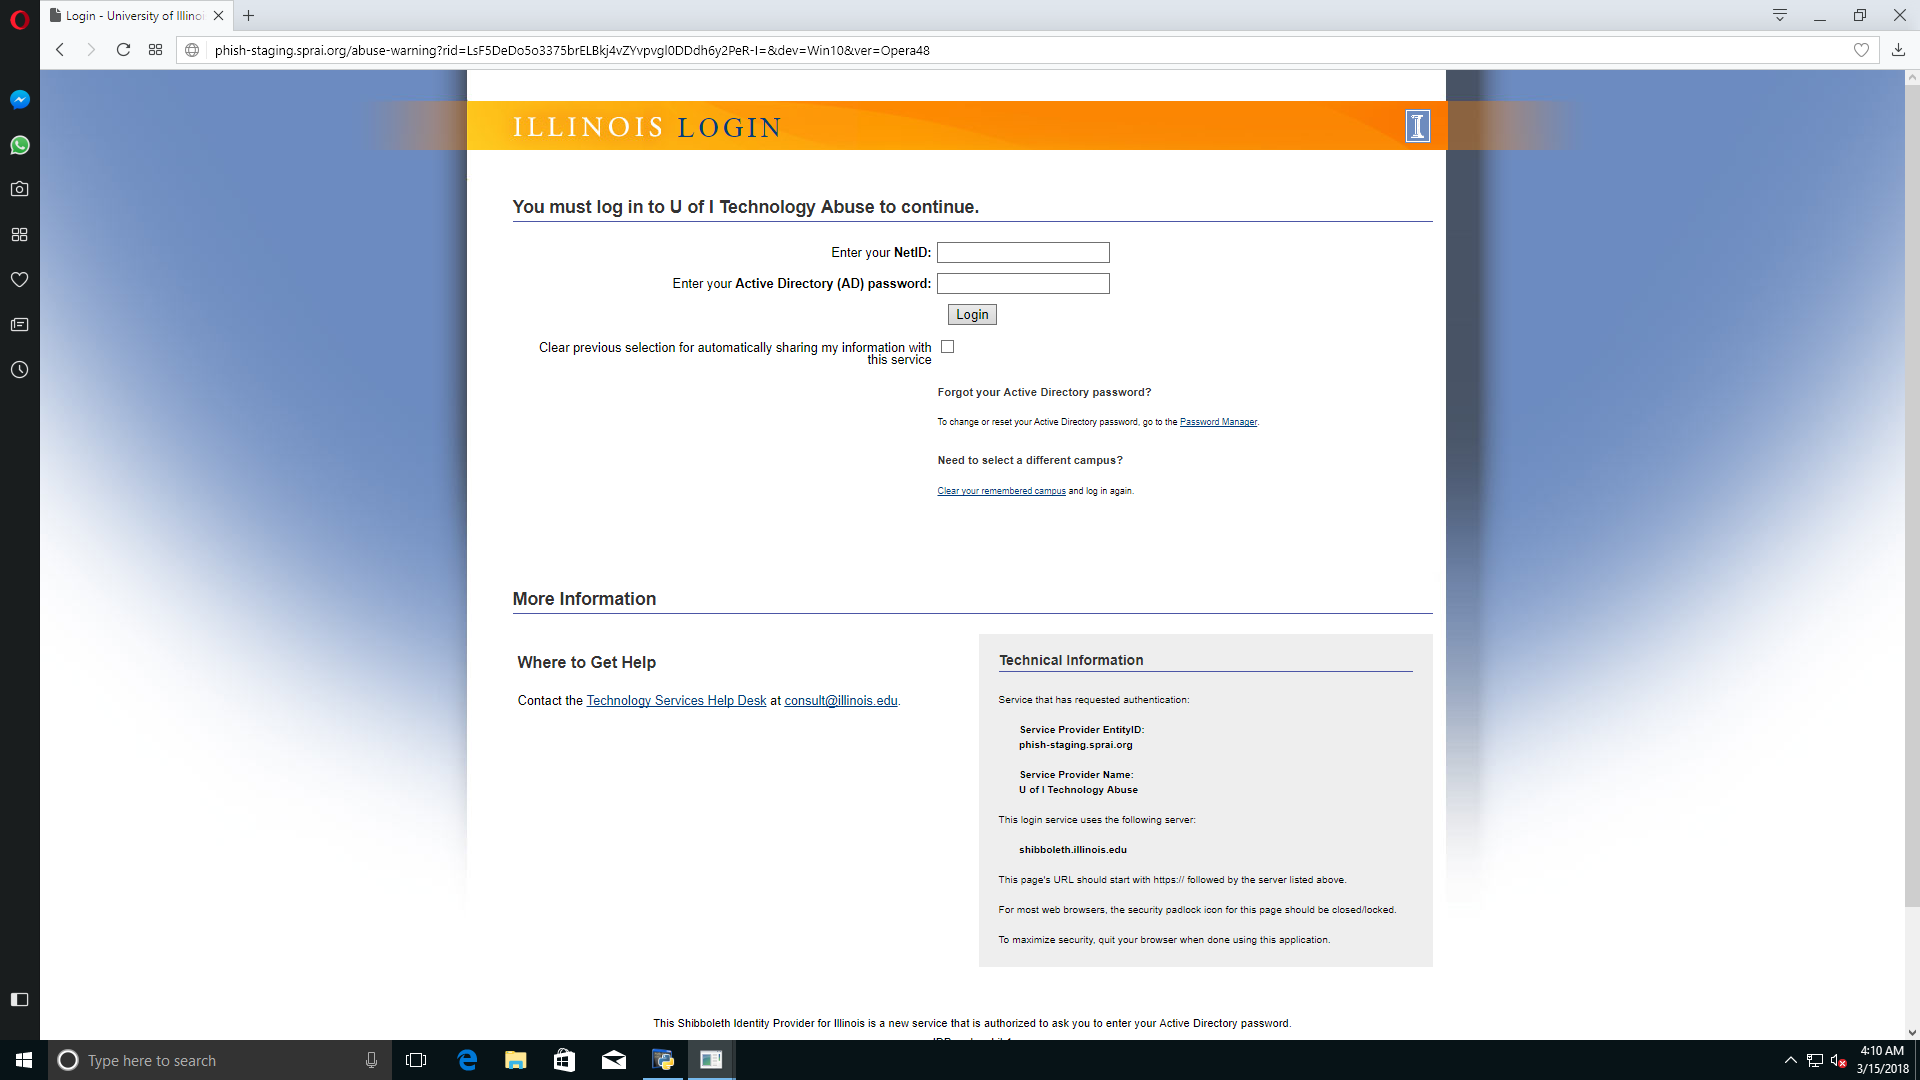 Login - University of Illino
phish-staging.sprai.org/abuse-warning?rid=LsF5DeDo5o3375brELBkj4vZYvpvgl0DDdh6y2PeR-I=&dev=Win10&ver=Opera48
ILLINOIS LOGIN
You must log in to U of I Technology Abuse to continue.
Enter your NetID:
Enter your Active Directory (AD) password:
Login
Clear previous selection for automatically sharing my information with
this service
Forgot your Active Directory password?
To change or reset your Active Directory password, go to the Password Manager.
Need to select a different campus?
Clear your remembered campus and log in again.
More Information
Where to Get Help
Contact the Technology Services Help Desk at consult@illinois.edu.
Technical Information
Service that has requested authentication:
Service Provider EntityID:
phish-staging.sprai.org
Service Provider Name:
U of I Technology Abuse
This login service uses the following server:
shibboleth.illinois.edu
This page's URL should start with https:// followed by the server listed above.
For most web browsers, the security padlock icon for this page should be closed/locked.
To maximize security, quit your browser when done using this application.
This Shibboleth Identity Provider for Illinois is a new service that is authorized to ask you to enter your Active Directory password.
Type here to search
4:10 AM
3/15/2018